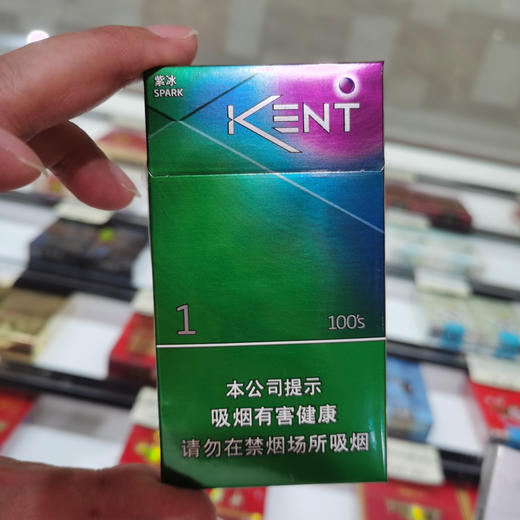 紫冰
SPARK
KENT
1
100's
本公司提示
吸烟有害健康
请勿在禁烟场所吸烟